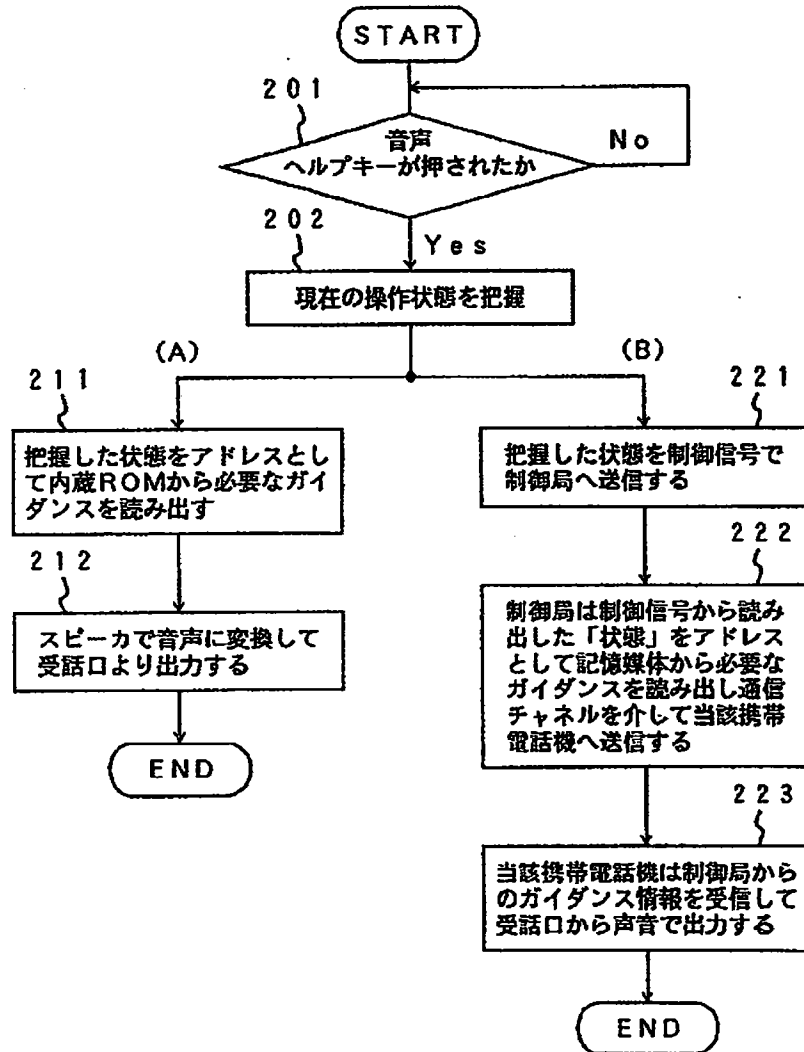 START
201
音声
ヘルプキーが押されたか
No
202
Yes
現在の操作状態を把握
(A)
211
把握した状態をアドレスとし
て内蔵ROMから必要なガイ
ダンスを読み出す
212
スピーカで音声に変換して
受話口より出力する
END
(B)
221
把握した状態を制御信号で
制御局へ送信する
222
制御局は制御信号から読み
出した「状態」をアドレス
として記憶媒体から必要な
ガイダンスを読み出し通信
チャネルを介して当該携帯
電話機へ送信する
223
当該携帯電話機は制御局から
のガイダンス情報を受信して
受話口から声音で出力する
END